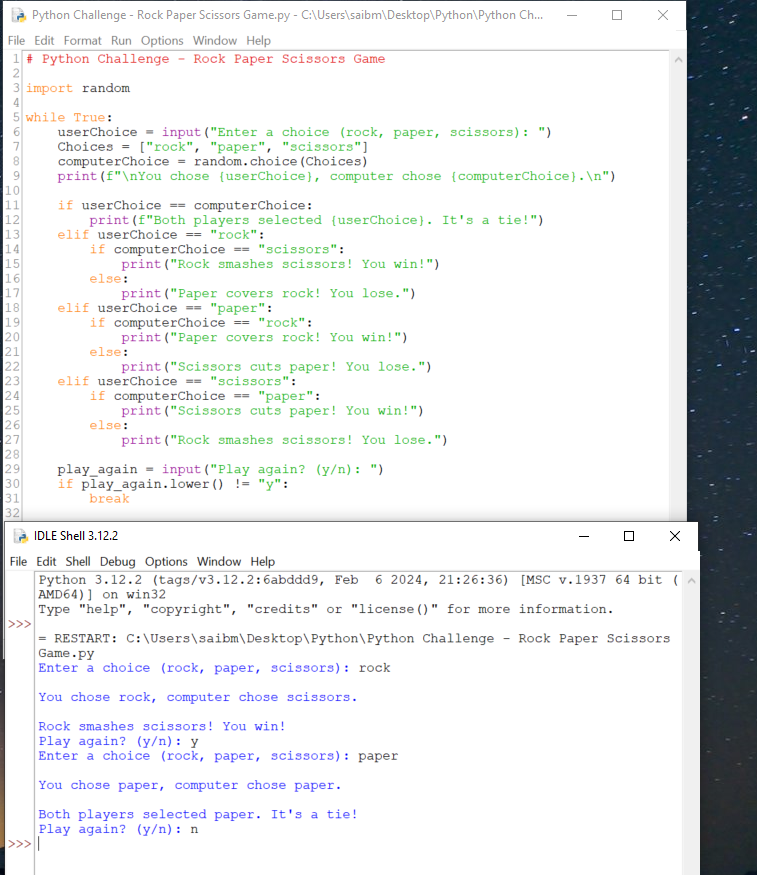 Python Challenge - Rock Paper Scissors Game.py - C:\Users\saibm\Desktop\Python\Python Ch...
File Edit Format Run Options Window Help
1 # Python Challenge - Rock Paper Scissors Game
2
3 import random
4
5 while True:
6     userChoice = input("Enter a choice (rock, paper, scissors): ")
7     Choices = ["rock", "paper", "scissors"]
8     computerChoice = random.choice(Choices)
9     print(f"\nYou chose {userChoice}, computer chose {computerChoice}.\n")
10
11     if userChoice == computerChoice:
12         print(f"Both players selected {userChoice}. It's a tie!")
13     elif userChoice == "rock":
14         if computerChoice == "scissors":
15             print("Rock smashes scissors! You win!")
16         else:
17             print("Paper covers rock! You lose.")
18     elif userChoice == "paper":
19         if computerChoice == "rock":
20             print("Paper covers rock! You win!")
21         else:
22             print("Scissors cuts paper! You lose.")
23     elif userChoice == "scissors":
24         if computerChoice == "paper":
25             print("Scissors cuts paper! You win!")
26         else:
27             print("Rock smashes scissors! You lose.")
28
29     play_again = input("Play again? (y/n): ")
30     if play_again.lower() != "y":
31         break
32
IDLE Shell 3.12.2
File Edit Shell Debug Options Window Help
Python 3.12.2 (tags/v3.12.2:6abddd9, Feb  6 2024, 21:26:36) [MSC v.1937 64 bit (
AMD64)] on win32
Type "help", "copyright", "credits" or "license()" for more information.
>>>
= RESTART: C:\Users\saibm\Desktop\Python\Python Challenge - Rock Paper Scissors
Game.py
Enter a choice (rock, paper, scissors): rock

You chose rock, computer chose scissors.

Rock smashes scissors! You win!
Play again? (y/n): y
Enter a choice (rock, paper, scissors): paper

You chose paper, computer chose paper.

Both players selected paper. It's a tie!
Play again? (y/n): n
>>>